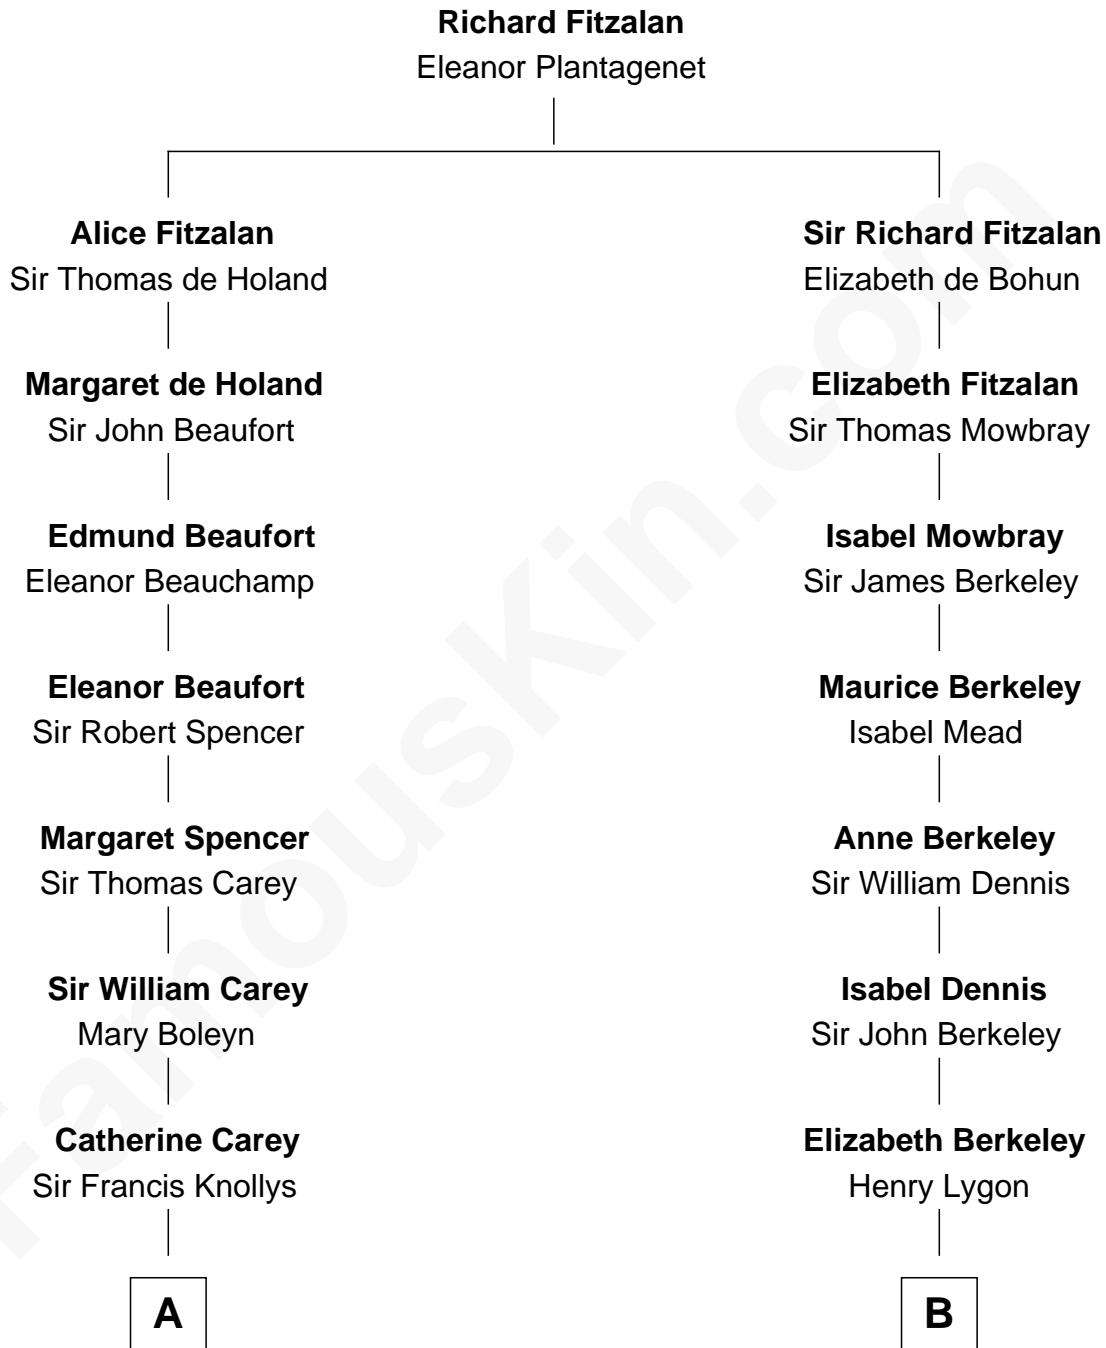 Richard Fitzalan
Eleanor Plantagenet
Alice Fitzalan
Sir Thomas de Holand
Margaret de Holand
Sir John Beaufort
Edmund Beaufort
Eleanor Beauchamp
Eleanor Beaufort
Sir Robert Spencer
Margaret Spencer
Sir Thomas Carey
Sir William Carey
Mary Boleyn
Catherine Carey
Sir Francis Knollys
A
Sir Richard Fitzalan
Elizabeth de Bohun
Elizabeth Fitzalan
Sir Thomas Mowbray
Isabel Mowbray
Sir James Berkeley
Maurice Berkeley
Isabel Mead
Anne Berkeley
Sir William Dennis
Isabel Dennis
Sir John Berkeley
Elizabeth Berkeley
Henry Lygon
B
FamousKin.com